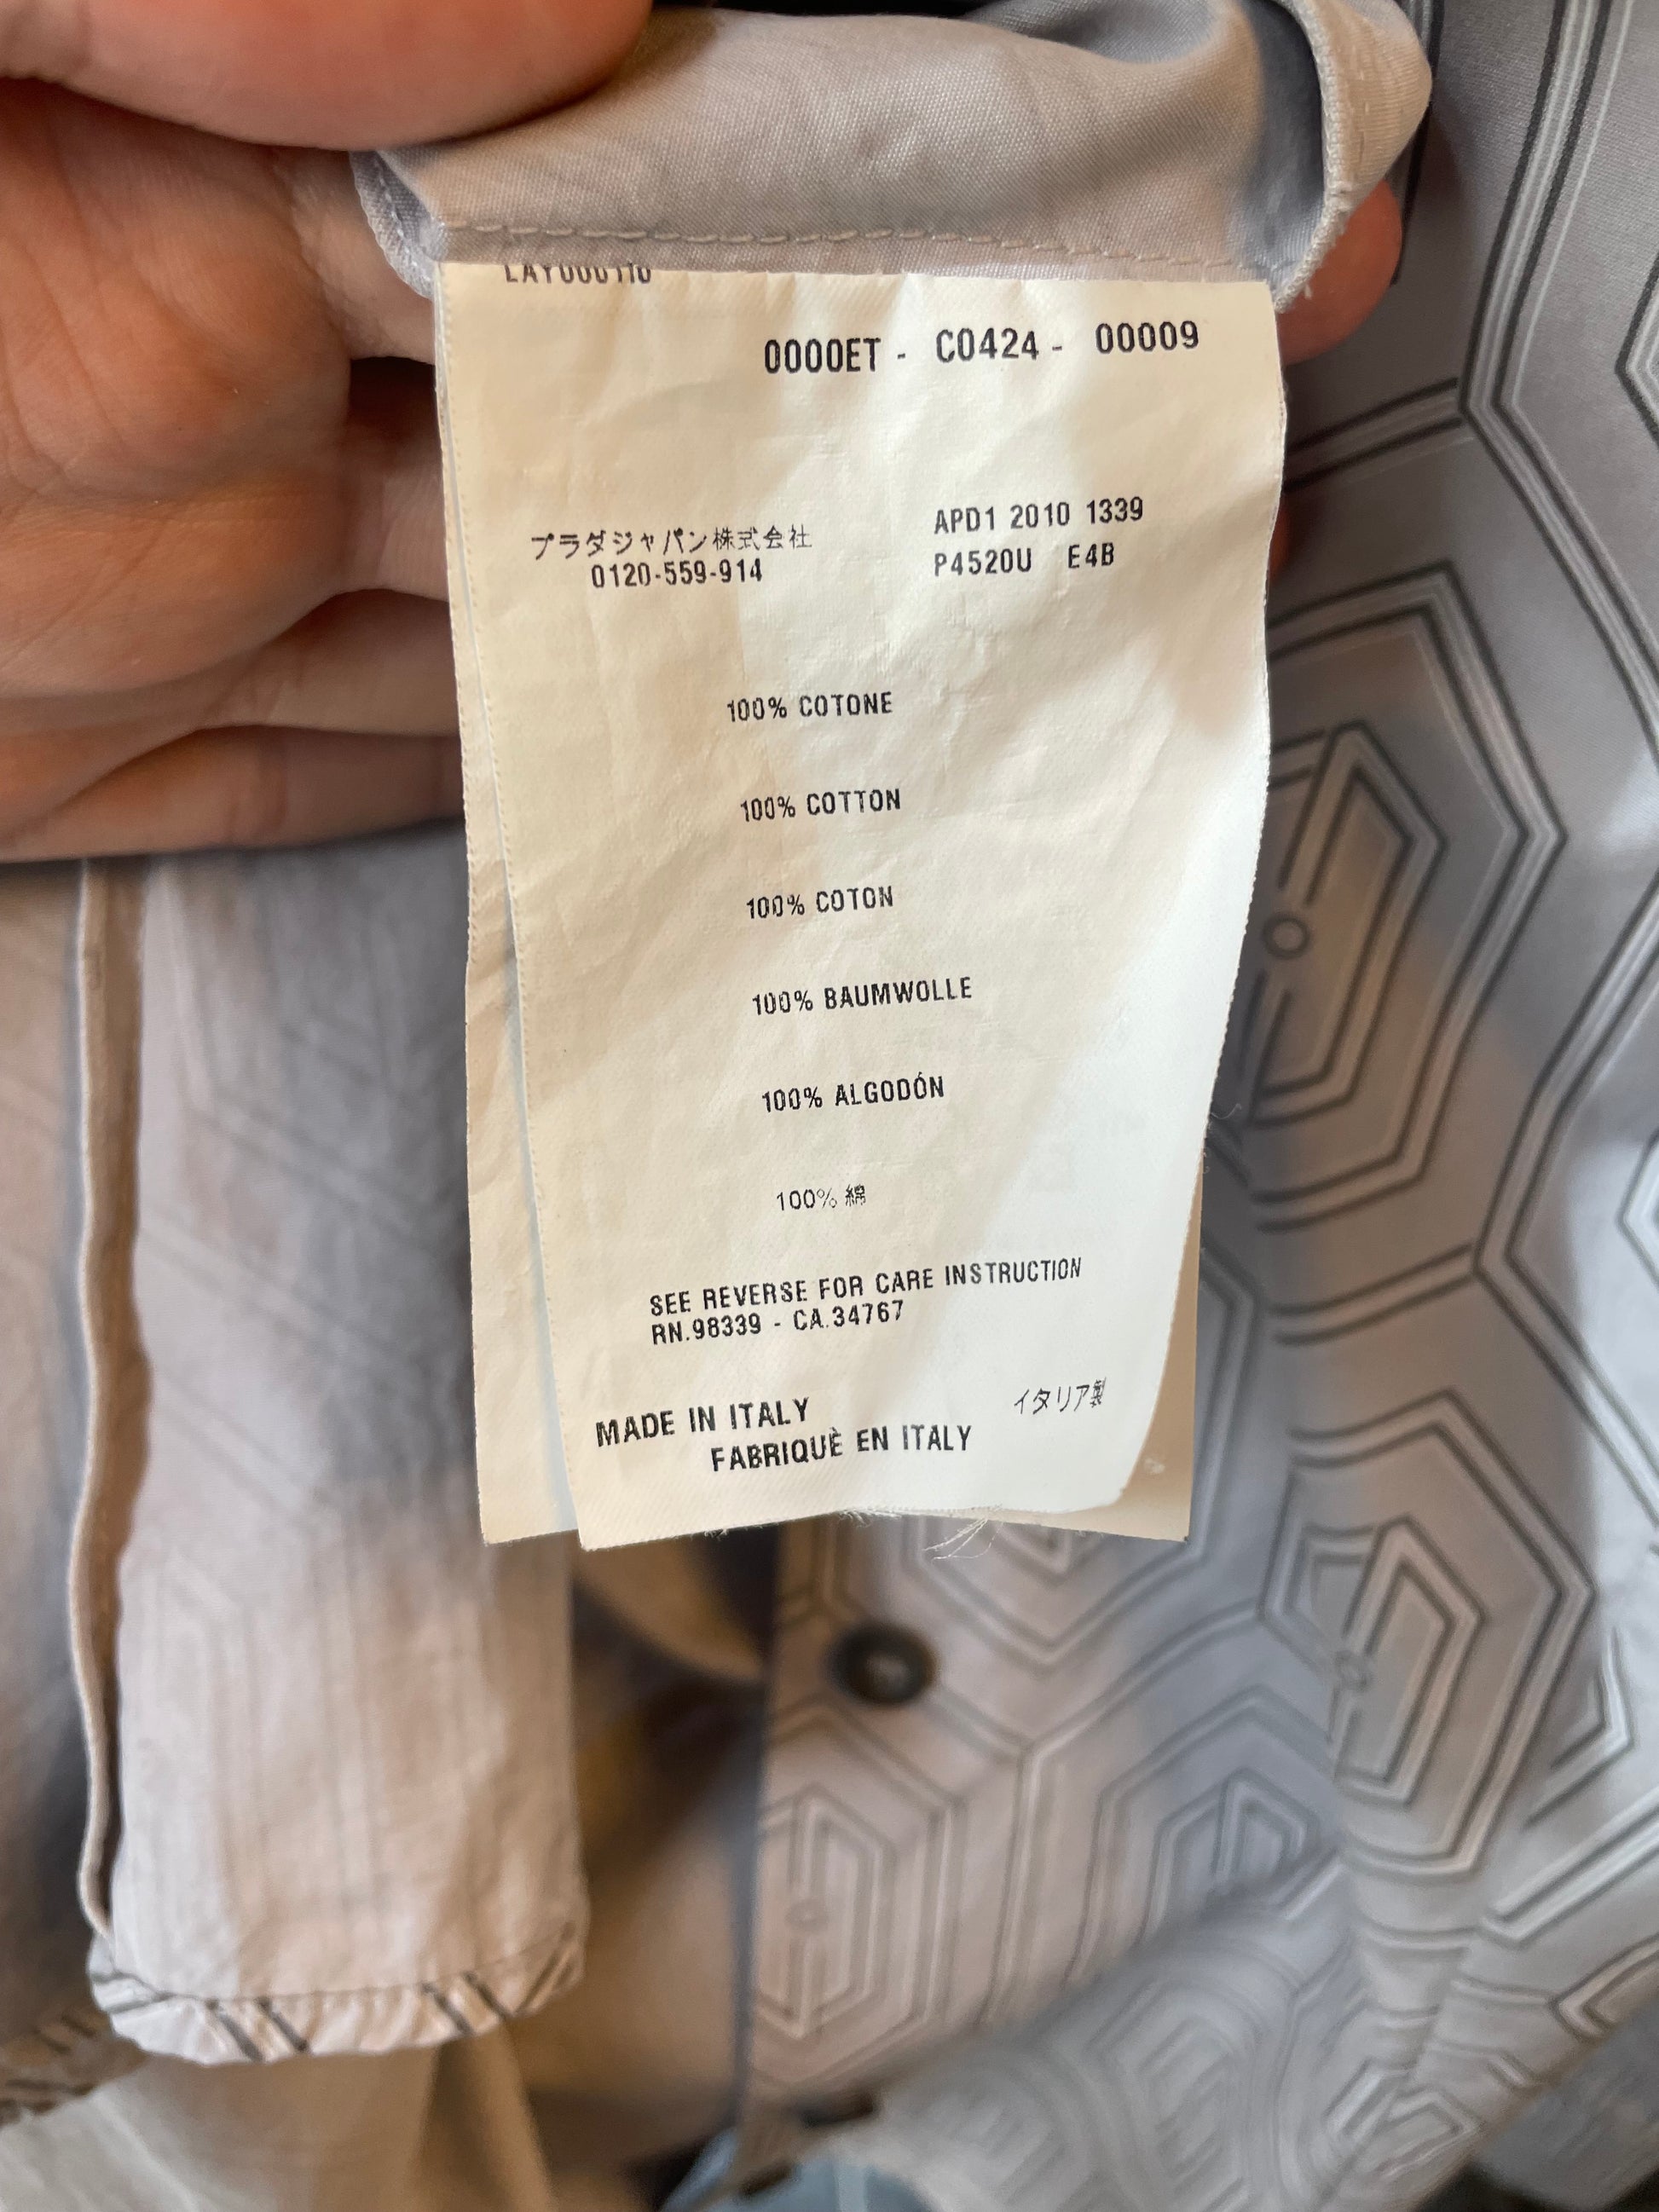 LAY000110
0000ET - C0424 - 00009
プラダジャパン株式会社
0120-559-914
APD1 2010 1339
P4520U E4B
100% COTONE
100% COTTON
100% COTON
100% BAUMWOLLE
100% ALGODÓN
100% 綿
SEE REVERSE FOR CARE INSTRUCTION
RN.98339 - CA.34767
MADE IN ITALY
イタリア製
FABRIQUÈ EN ITALY